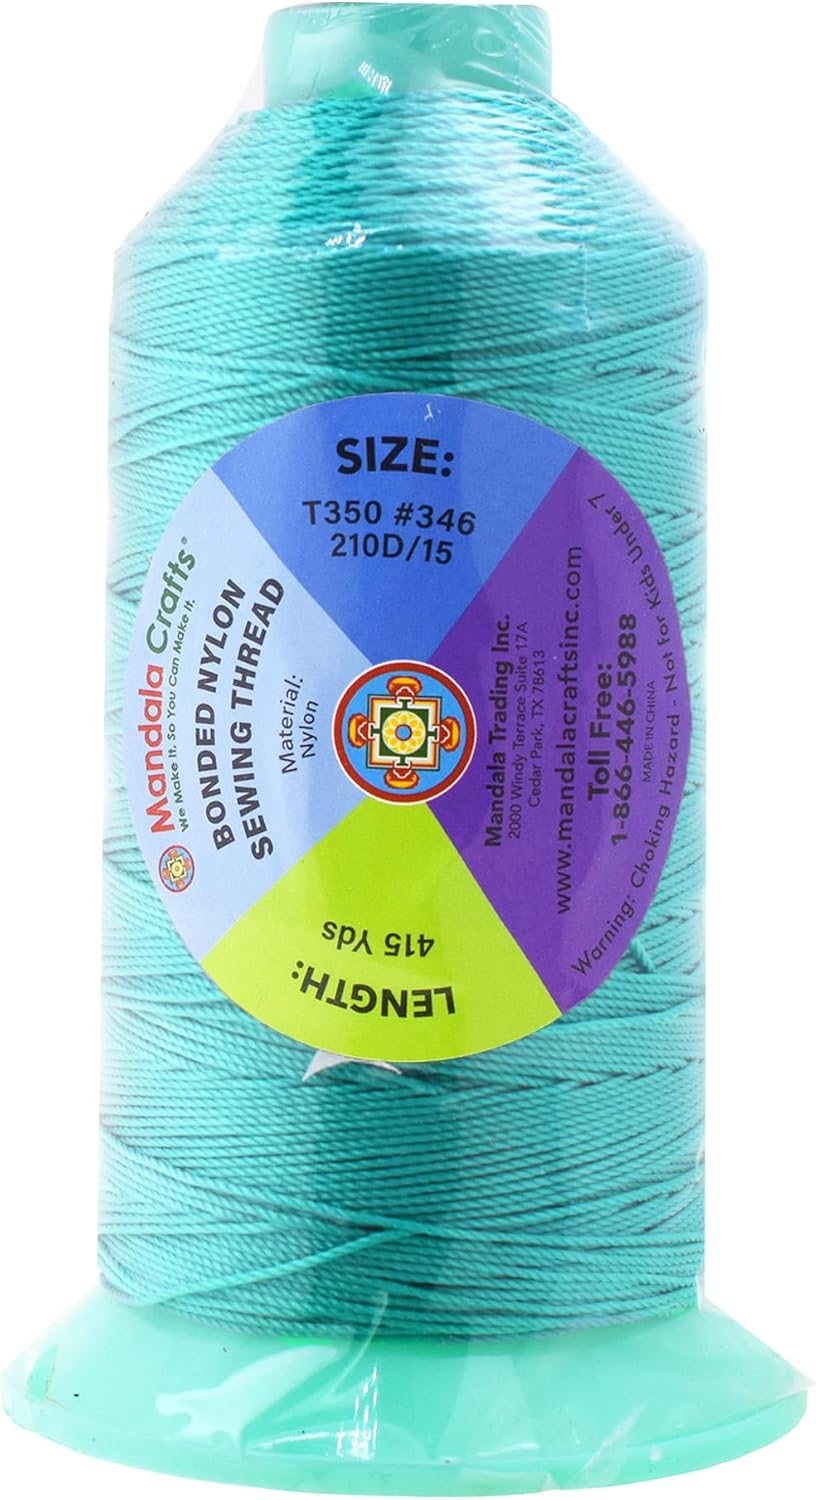 SIZE:
T350 #346
210D/15
Mandala Crafts®
We Make It, So You Can Make It.
BONDED NYLON
SEWING THREAD
Material:
Nylon
Mandala Trading Inc.
2000 Windy Terrace Suite 17A
Cedar Park, TX 78613
www.mandalacraftsinc.com
Toll Free:
1-866-446-5988
MADE IN CHINA
Warning: Choking Hazard - Not For Kids Under 7
LENGTH:
415 Yds